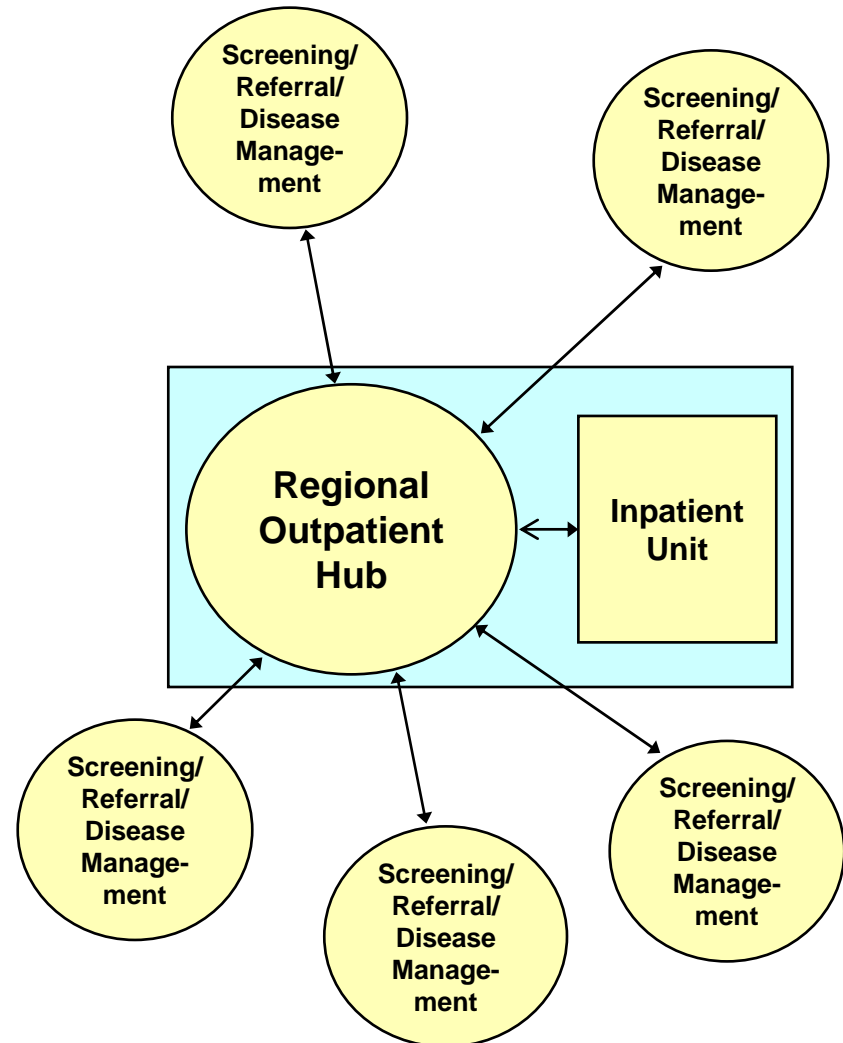 Screening/
Referral/
Disease
Manage-
ment
Screening/
Referral/
Disease
Manage-
ment
Regional
Outpatient
Hub
Inpatient
Unit
Screening/
Referral/
Disease
Manage-
ment
Screening/
Referral/
Disease
Manage-
ment
Screening/
Referral/
Disease
Manage-
ment